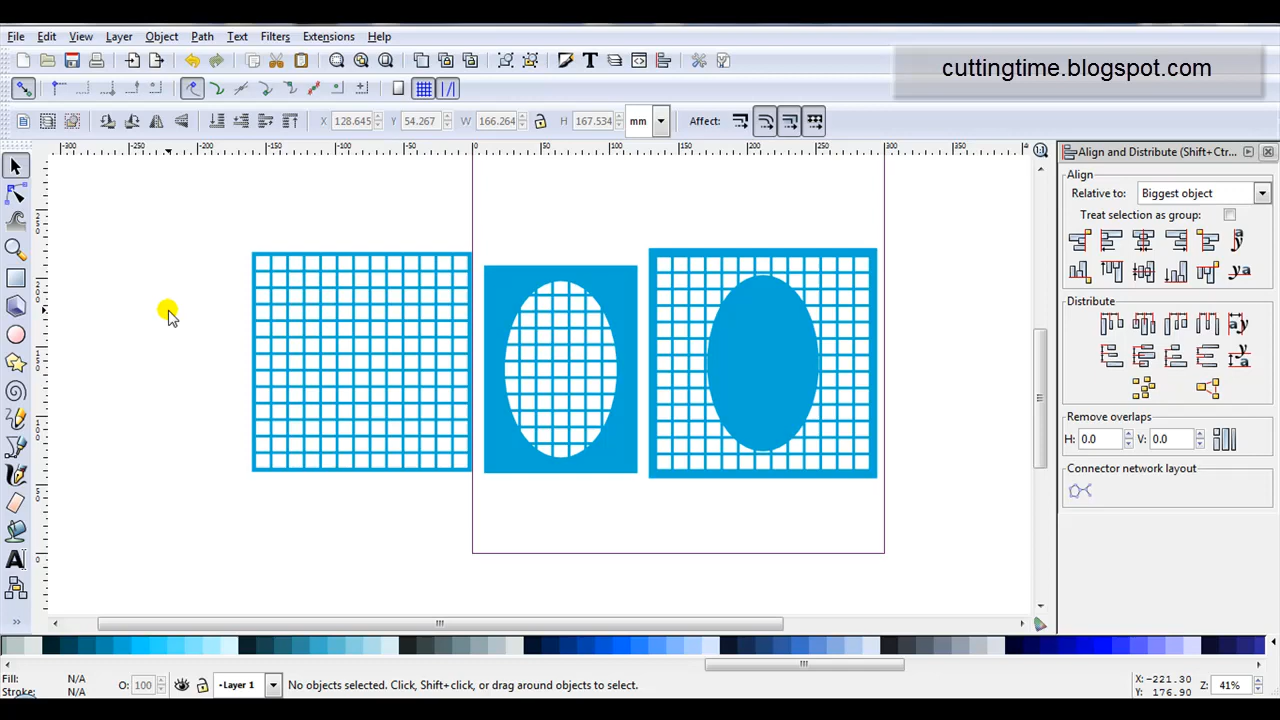 File Edit View Layer Object Path Text Filters Extensions Help
cuttingtime.blogspot.com
X 128.645 Y 54.267 W 166.264 H 167.534 mm Affect:
Align and Distribute (Shift+Ctr...
Align
Relative to: Biggest object
Treat selection as group:
Distribute
Remove overlaps
H: 0.0 V: 0.0
Connector network layout
Fill: N/A
Stroke: N/A
O: 100
Layer 1
No objects selected. Click, Shift+click, or drag around objects to select.
X: -221.30
Y: 176.90
Z: 41%